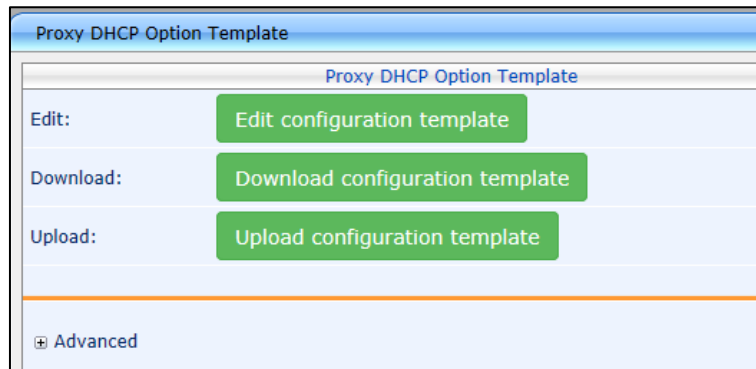 Proxy DHCP Option Template
Proxy DHCP Option Template
Edit: Edit configuration template
Download: Download configuration template
Upload: Upload configuration template
Advanced